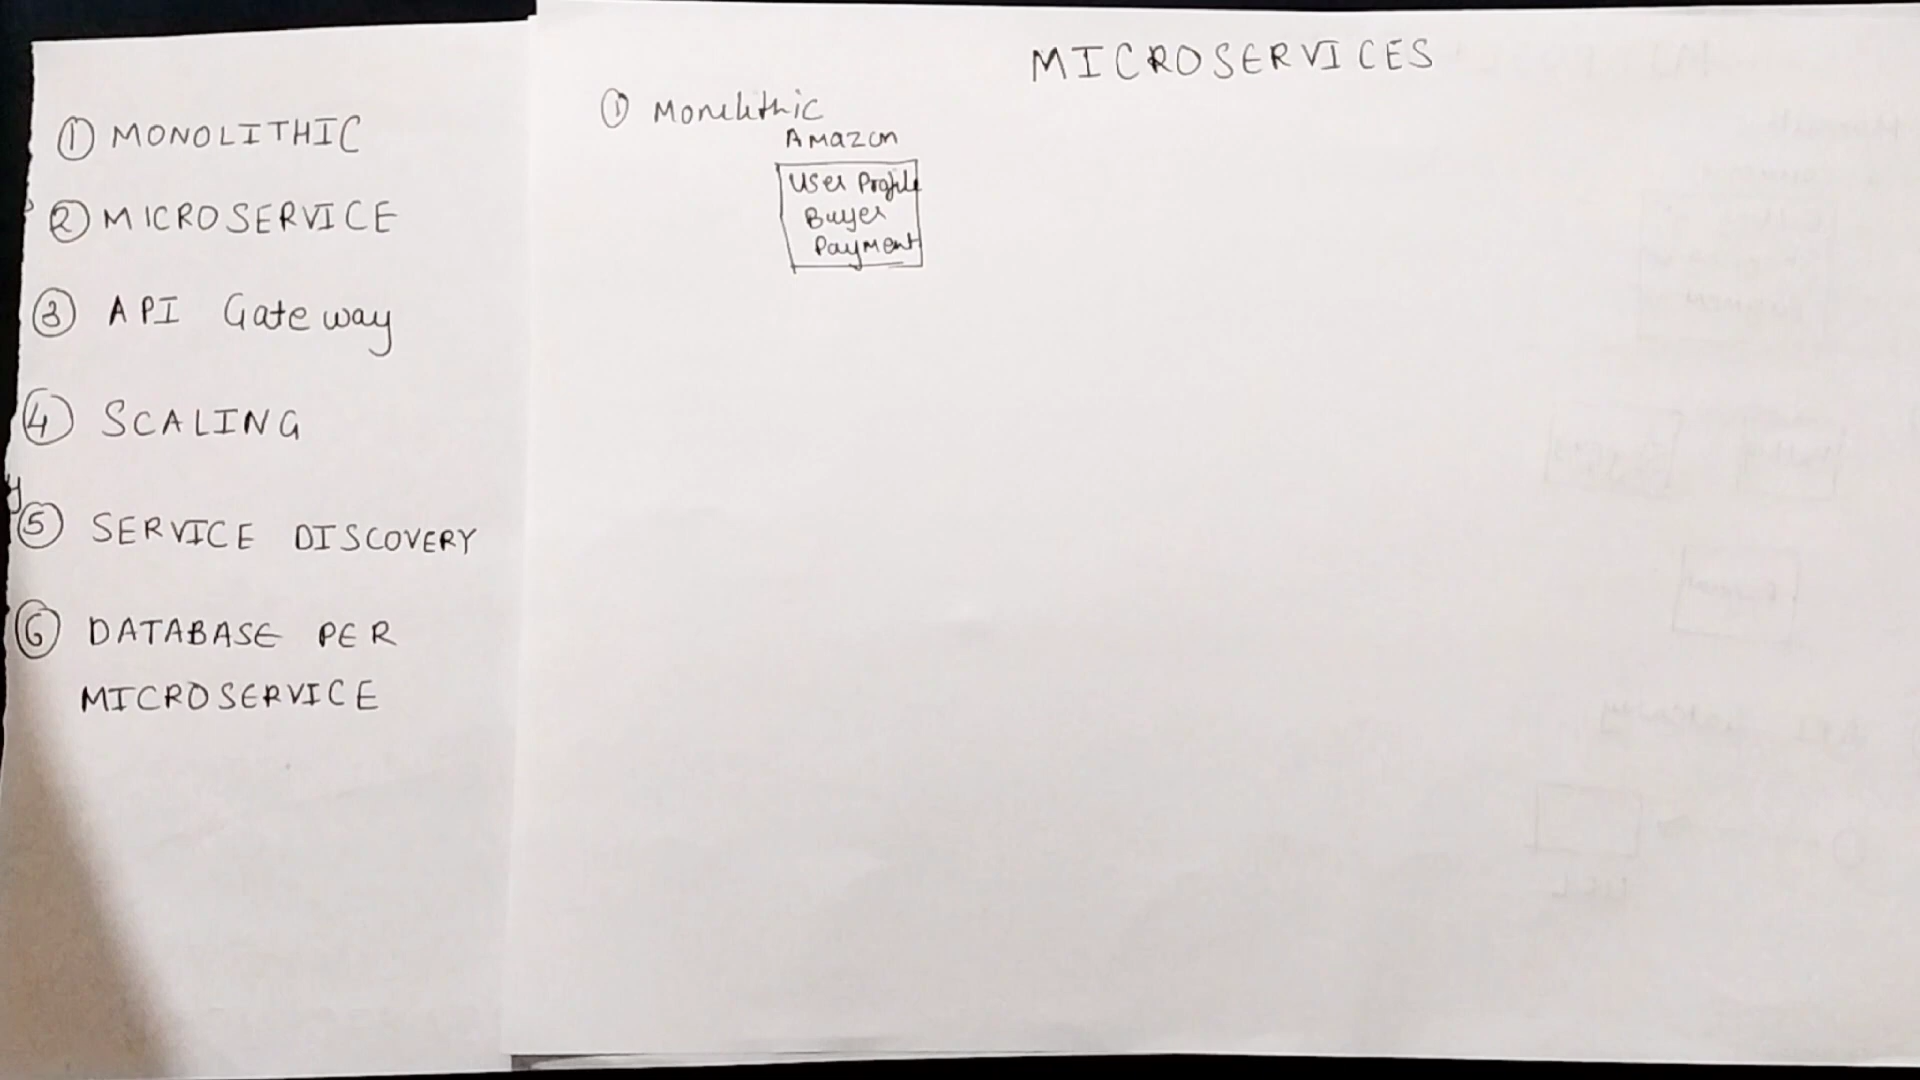 ① MONOLITHIC
② MICROSERVICE
③ API Gateway
④ SCALING
⑤ SERVICE DISCOVERY
⑥ DATABASE PER
MICROSERVICE
MICROSERVICES
① Monolithic
Amazon
User Profile
Buyer
Payment